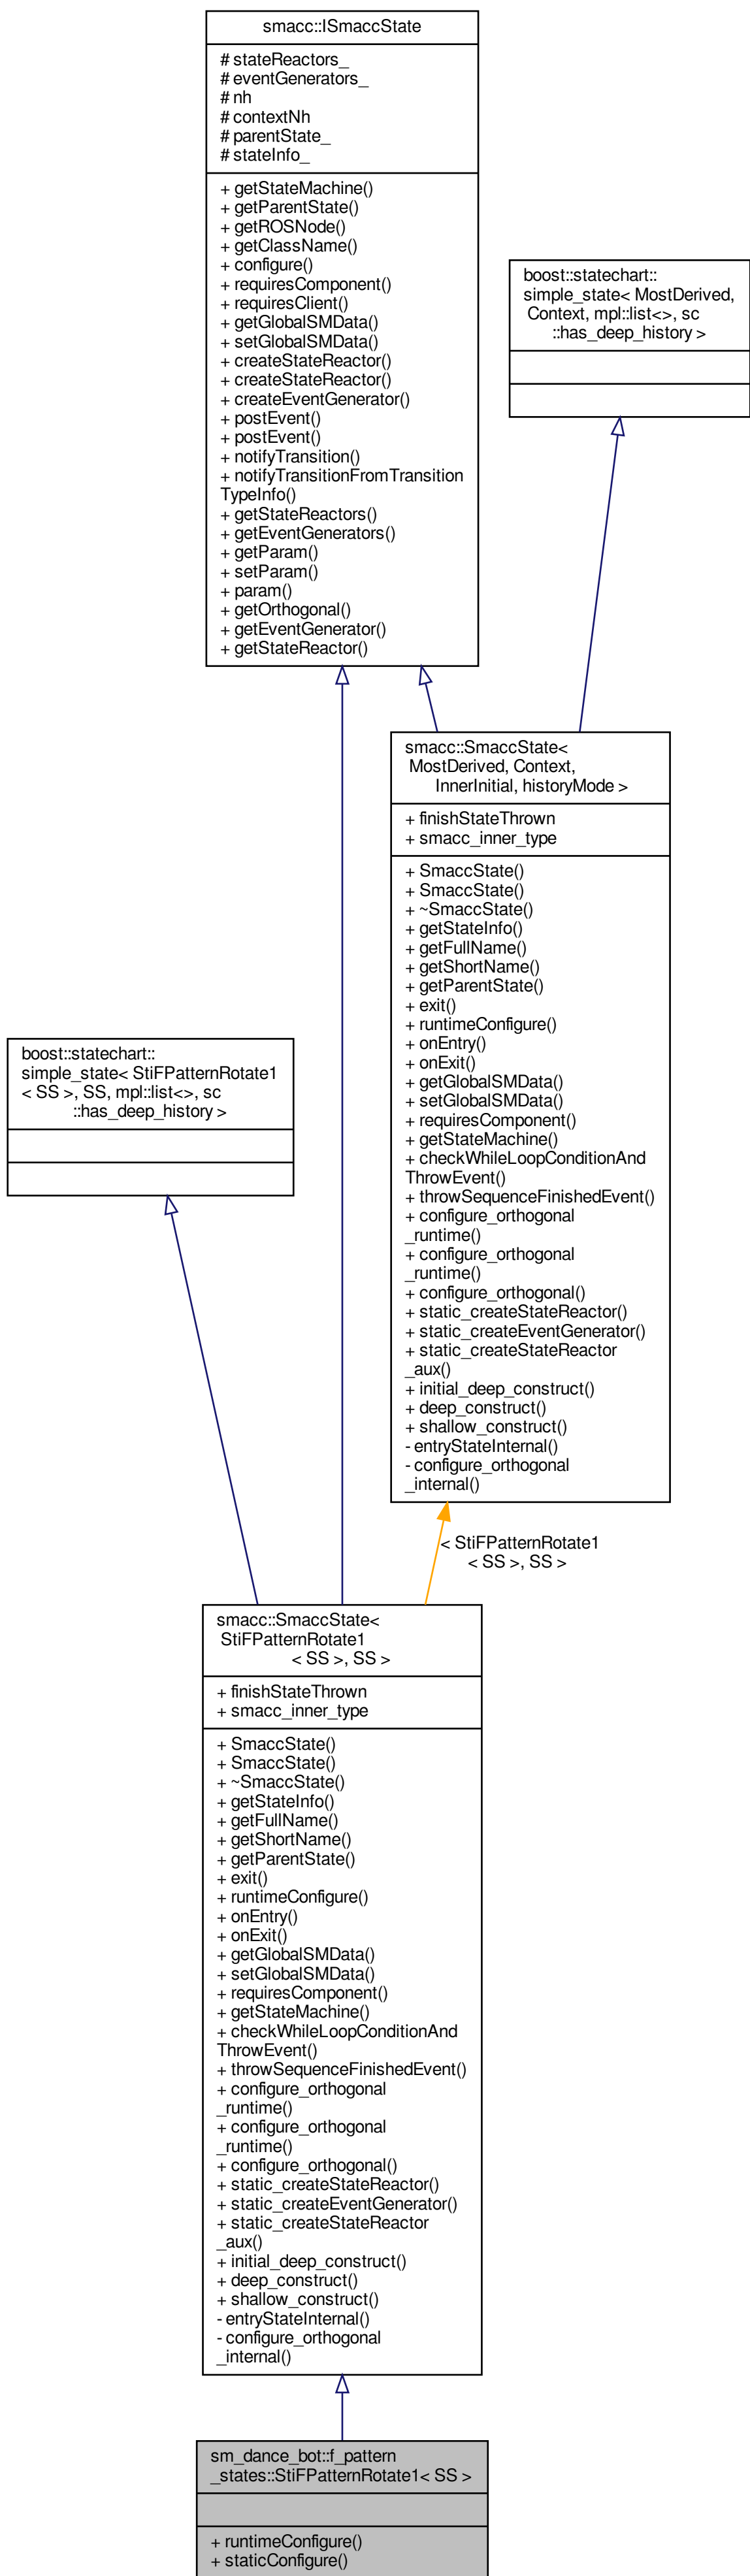 smacc::ISmaccState
# stateReactors_
# eventGenerators_
# nh
# contextNh
# parentState_
# stateInfo_
+ getStateMachine()
+ getParentState()
+ getROSNode()
+ getClassName()
+ configure()
+ requiresComponent()
+ requiresClient()
+ getGlobalSMData()
+ setGlobalSMData()
+ createStateReactor()
+ createStateReactor()
+ createEventGenerator()
+ postEvent()
+ postEvent()
+ notifyTransition()
+ notifyTransitionFromTransition
TypeInfo()
+ getStateReactors()
+ getEventGenerators()
+ getParam()
+ setParam()
+ param()
+ getOrthogonal()
+ getEventGenerator()
+ getStateReactor()
boost::statechart::
simple_state< MostDerived,
Context, mpl::list<>, sc
::has_deep_history >
smacc::SmaccState<
MostDerived, Context,
InnerInitial, historyMode >
+ finishStateThrown
+ smacc_inner_type
+ SmaccState()
+ SmaccState()
+ ~SmaccState()
+ getStateInfo()
+ getFullName()
+ getShortName()
+ getParentState()
+ exit()
+ runtimeConfigure()
+ onEntry()
+ onExit()
+ getGlobalSMData()
+ setGlobalSMData()
+ requiresComponent()
+ getStateMachine()
+ checkWhileLoopConditionAnd
ThrowEvent()
+ throwSequenceFinishedEvent()
+ configure_orthogonal
_runtime()
+ configure_orthogonal
_runtime()
+ configure_orthogonal()
+ static_createStateReactor()
+ static_createEventGenerator()
+ static_createStateReactor
_aux()
+ initial_deep_construct()
+ deep_construct()
+ shallow_construct()
- entryStateInternal()
- configure_orthogonal
_internal()
boost::statechart::
simple_state< StiFPatternRotate1
< SS >, SS, mpl::list<>, sc
::has_deep_history >
< StiFPatternRotate1
< SS >, SS >
smacc::SmaccState<
StiFPatternRotate1
< SS >, SS >
+ finishStateThrown
+ smacc_inner_type
+ SmaccState()
+ SmaccState()
+ ~SmaccState()
+ getStateInfo()
+ getFullName()
+ getShortName()
+ getParentState()
+ exit()
+ runtimeConfigure()
+ onEntry()
+ onExit()
+ getGlobalSMData()
+ setGlobalSMData()
+ requiresComponent()
+ getStateMachine()
+ checkWhileLoopConditionAnd
ThrowEvent()
+ throwSequenceFinishedEvent()
+ configure_orthogonal
_runtime()
+ configure_orthogonal
_runtime()
+ configure_orthogonal()
+ static_createStateReactor()
+ static_createEventGenerator()
+ static_createStateReactor
_aux()
+ initial_deep_construct()
+ deep_construct()
+ shallow_construct()
- entryStateInternal()
- configure_orthogonal
_internal()
sm_dance_bot::f_pattern
_states::StiFPatternRotate1< SS >
+ runtimeConfigure()
+ staticConfigure()